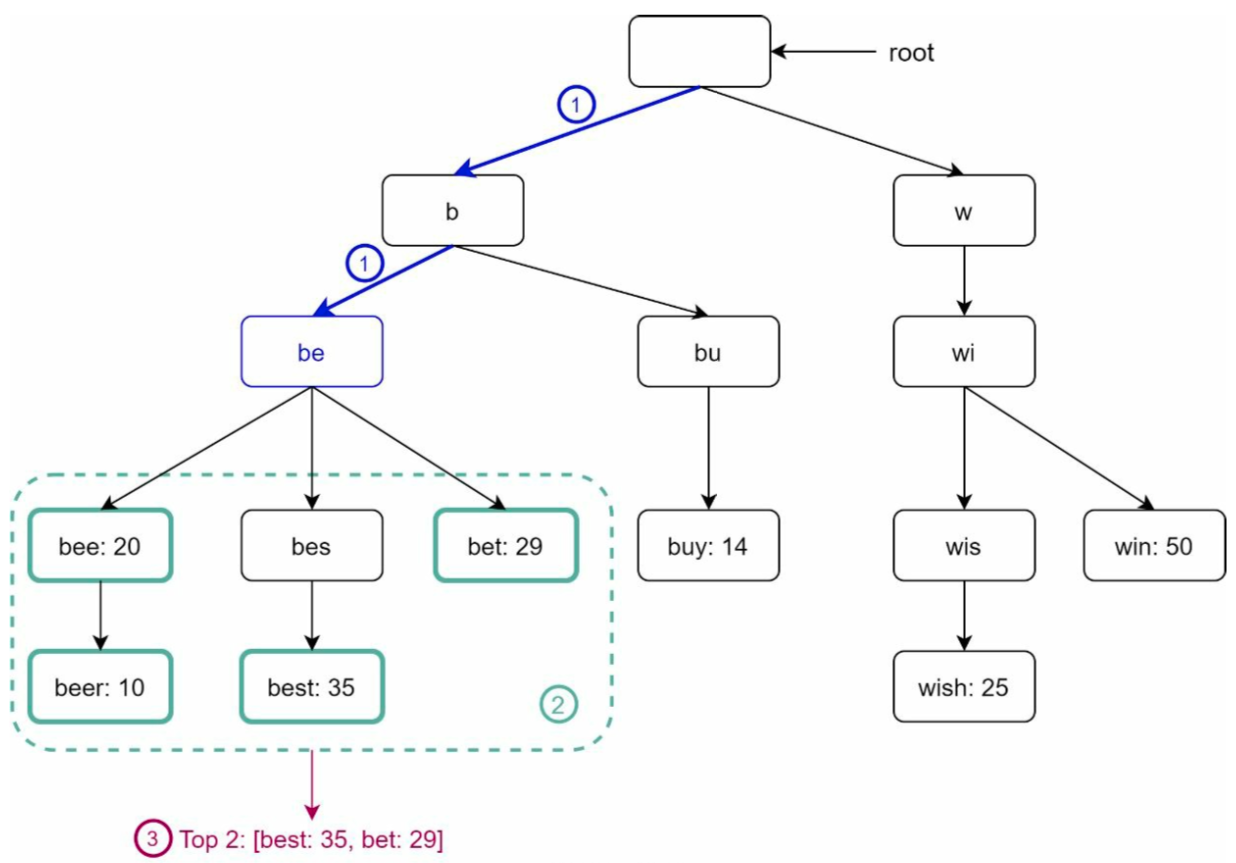 root
1
b
w
1
be
bu
wi
bee: 20
bes
bet: 29
buy: 14
wis
win: 50
beer: 10
best: 35
2
wish: 25
3 Top 2: [best: 35, bet: 29]